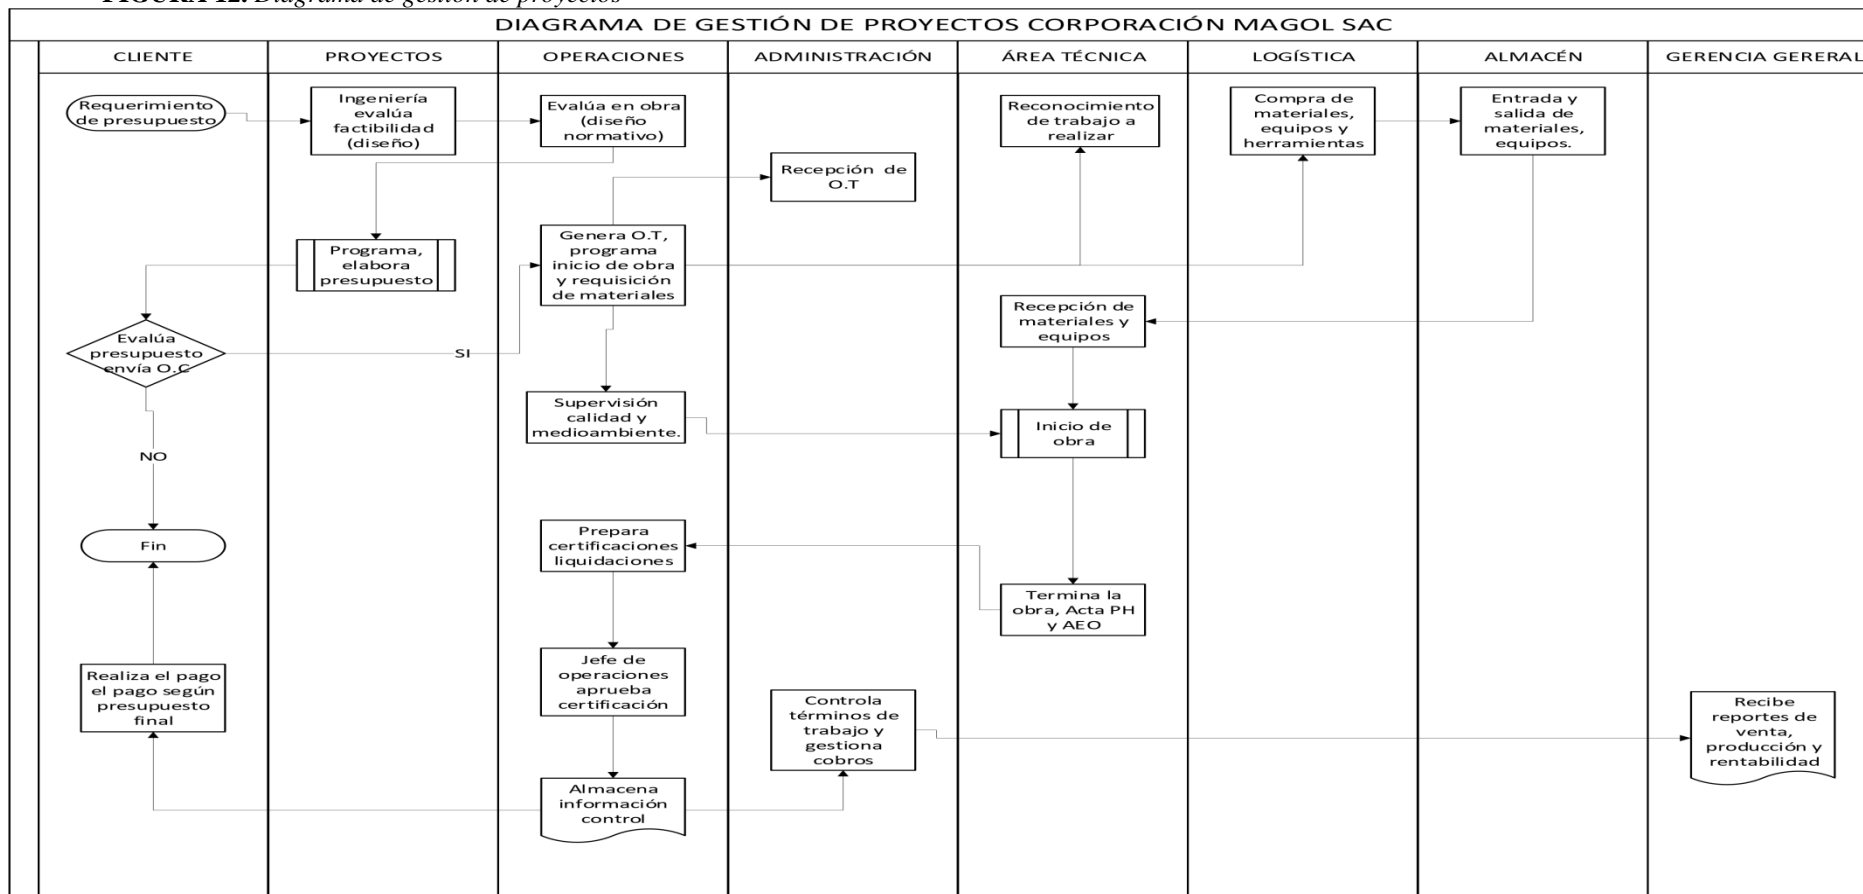 FIGURA 12. Diagrama de gestión de proyectos
DIAGRAMA DE GESTIÓN DE PROYECTOS CORPORACIÓN MAGOL SAC
CLIENTE
PROYECTOS
OPERACIONES
ADMINISTRACIÓN
ÁREA TÉCNICA
LOGÍSTICA
ALMACÉN
GERENCIA GERERAL
Requerimiento
de presupuesto
Ingeniería
evalúa
factibilidad
(diseño)
Evalúa en obra
(diseño
normativo)
Reconocimiento
de trabajo a
realizar
Compra de
materiales,
equipos y
herramientas
Entrada y
salida de
materiales,
equipos.
Recepción de
O.T
Programa,
elabora
presupuesto
Genera O.T,
programa
inicio de obra
y requisición
de materiales
Recepción de
materiales y
equipos
Evalúa
presupuesto
envía O.C
SI
Supervisión
calidad y
medioambiente.
Inicio de
obra
NO
Fin
Prepara
certificaciones
liquidaciones
Termina la
obra, Acta PH
y AEO
Realiza el pago
el pago según
presupuesto
final
Jefe de
operaciones
aprueba
certificación
Controla
términos de
trabajo y
gestiona
cobros
Recibe
reportes de
venta,
producción y
rentabilidad
Almacena
información
control